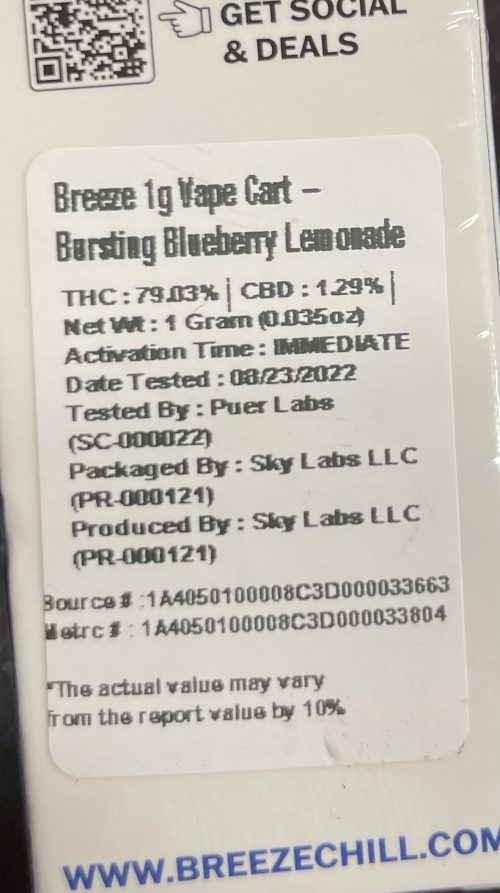 GET SOCIAL
& DEALS
Breeze 1g Vape Cart –
Bursting Blueberry Lemonade
THC : 79.03% | CBD : 1.29% |
Net Wt : 1 Gram (0.035oz)
Activation Time : IMMEDIATE
Date Tested : 08/23/2022
Tested By : Puer Labs
(SC-000022)
Packaged By : Sky Labs LLC
(PR-000121)
Produced By : Sky Labs LLC
(PR-000121)
Source # :1A4050100008C3D000033663
Metrc # : 1A4050100008C3D000033804
*The actual value may vary
from the report value by 10%
WWW.BREEZECHILL.COM